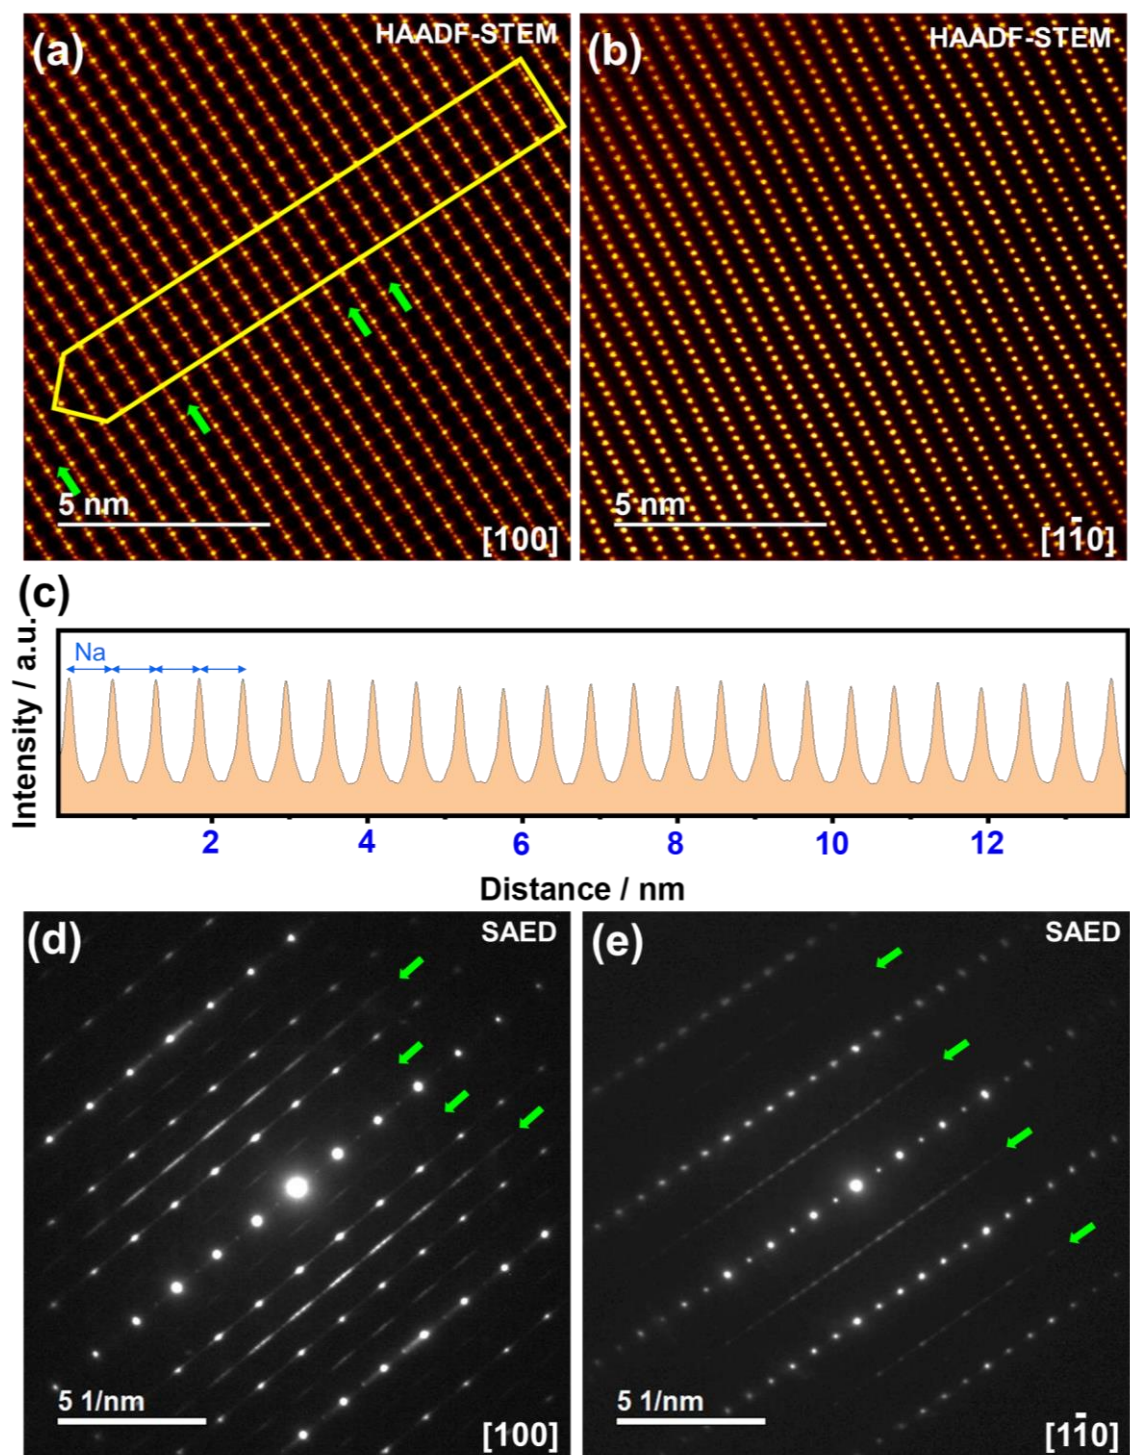 (a) HAADF-STEM
5 nm
[100]
(b) HAADF-STEM
5 nm
[11̄0]
(c)
Intensity / a.u.
Na
2 4 6 8 10 12
Distance / nm
(d) SAED
5 1/nm
[100]
(e) SAED
5 1/nm
[11̄0]